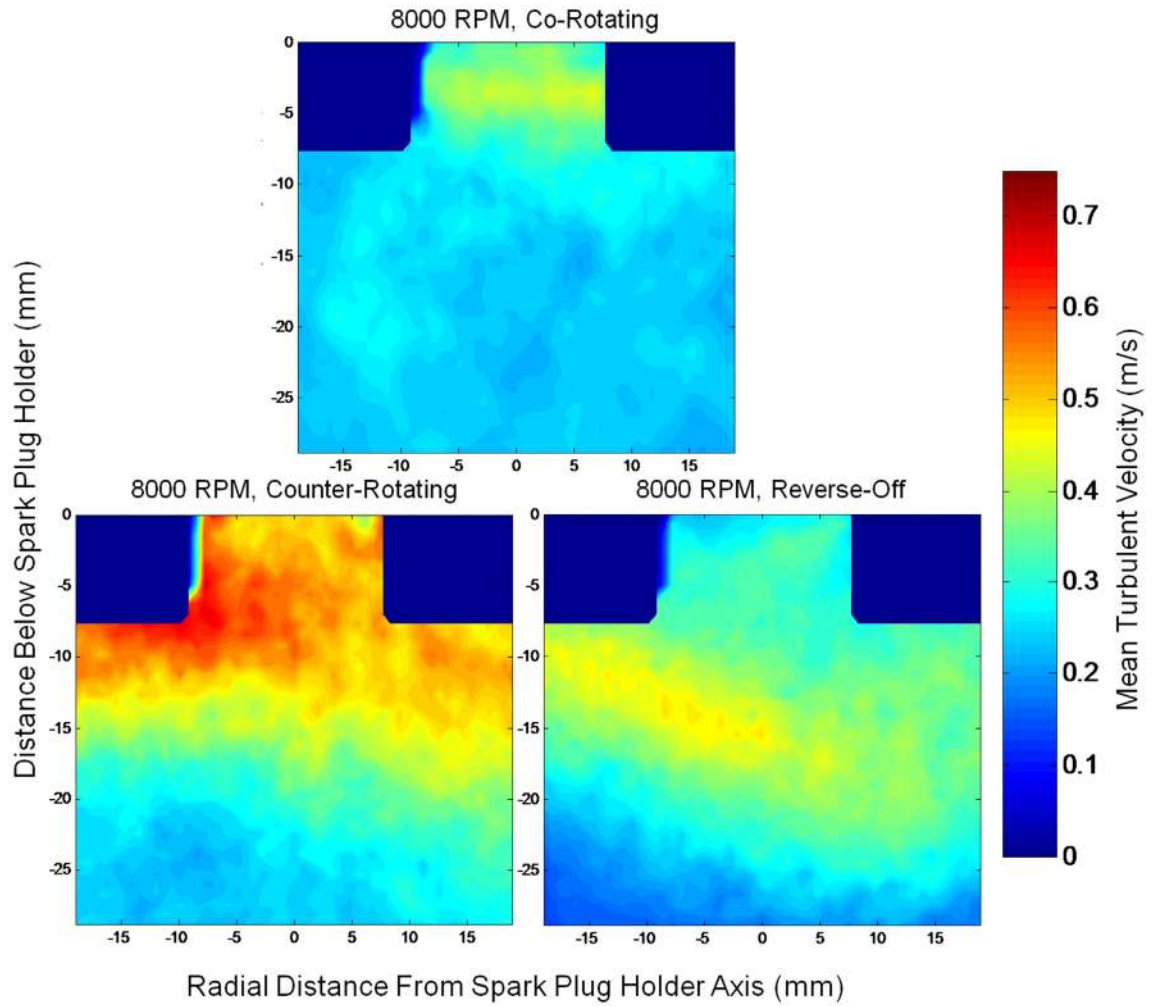 8000 RPM, Co-Rotating
0
-5
-10
-15
-20
-25
-15 -10 -5 0 5 10 15
Distance Below Spark Plug Holder (mm)
8000 RPM, Counter-Rotating
0
-5
-10
-15
-20
-25
-15 -10 -5 0 5 10 15
8000 RPM, Reverse-Off
0
-5
-10
-15
-20
-25
-15 -10 -5 0 5 10 15
Radial Distance From Spark Plug Holder Axis (mm)
0.7
0.6
0.5
0.4
0.3
0.2
0.1
0
Mean Turbulent Velocity (m/s)